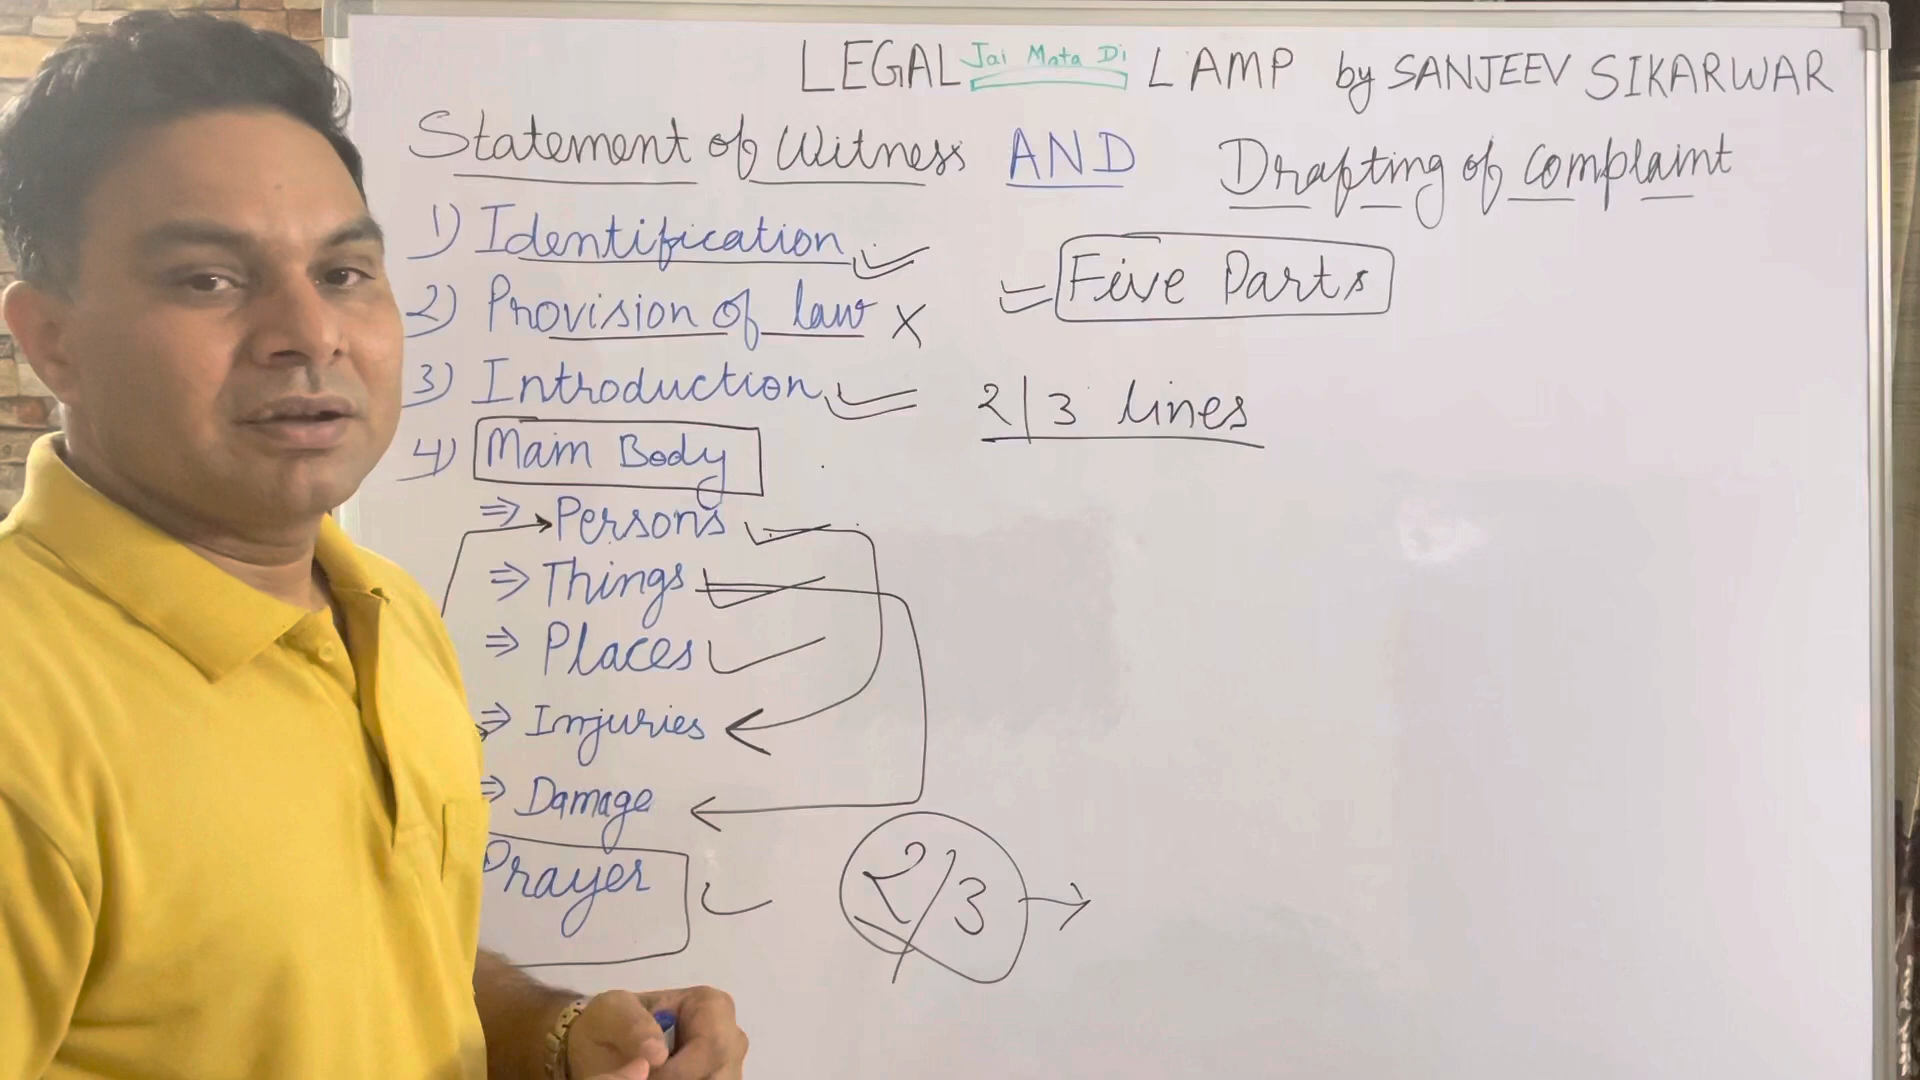 LEGAL Jai Mata Di LAMP by SANJEEV SIKARWAR
Statement of Witness AND Drafting of complaint
1) Identification
2) Provision of law X
Five Parts
3) Introduction
2/3 lines
4) Main Body
⇒ Persons
⇒ Things
⇒ Places
⇒ Injuries
⇒ Damage
Prayer
2/3 →